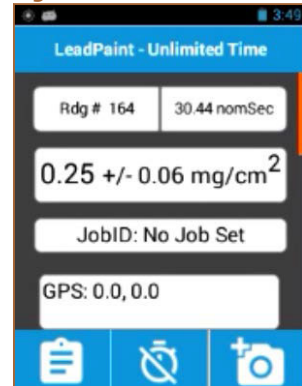 3:49
LeadPaint - Unlimited Time
Rdg # 164 30.44 nomSec
0.25 +/- 0.06 mg/cm²
JobID: No Job Set
GPS: 0.0, 0.0